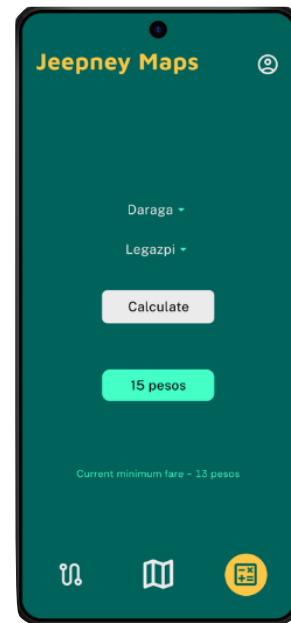 Jeepney Maps
Daraga
Legazpi
Calculate
15 pesos
Current minimum fare - 13 pesos